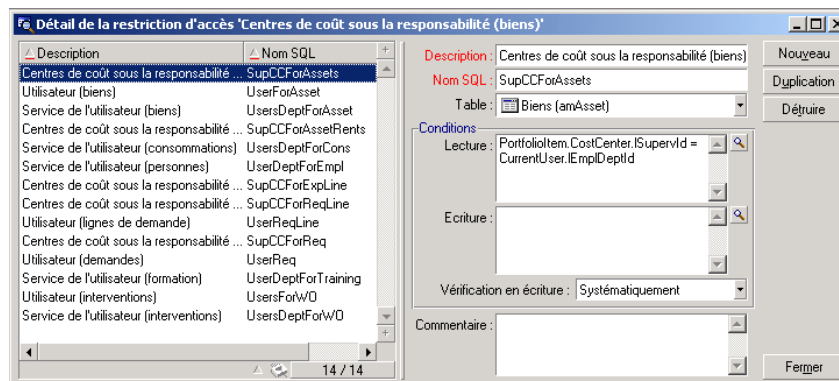 Détail de la restriction d'accès 'Centres de coût sous la responsabilité (biens)'
Description Nom SQL
Centres de coût sous la responsabilité ... SupCCForAssets
Utilisateur (biens) UserForAsset
Service de l'utilisateur (biens) UsersDeptForAsset
Centres de coût sous la responsabilité ... SupCCForAssetRents
Service de l'utilisateur (consommations) UsersDeptForCons
Service de l'utilisateur (personnes) UserDeptForEmpl
Centres de coût sous la responsabilité ... SupCCForExpLine
Centres de coût sous la responsabilité ... SupCCForReqLine
Utilisateur (lignes de demande) UserReqLine
Centres de coût sous la responsabilité ... SupCCForReq
Utilisateur (demandes) UserReq
Service de l'utilisateur (formation) UserDeptForTraining
Utilisateur (interventions) UsersForWO
Service de l'utilisateur (interventions) UsersDeptForWO
14 / 14
Description : Centres de coût sous la responsabilité (biens)
Nom SQL : SupCCForAssets
Table : Biens (amAsset)
Conditions
Lecture : PortfolioItem.CostCenter.lSupervId =
CurrentUser.lEmplDeptId
Ecriture :
Vérification en écriture : Systématiquement
Commentaire :
Nouveau
Duplication
Détruire
Fermer